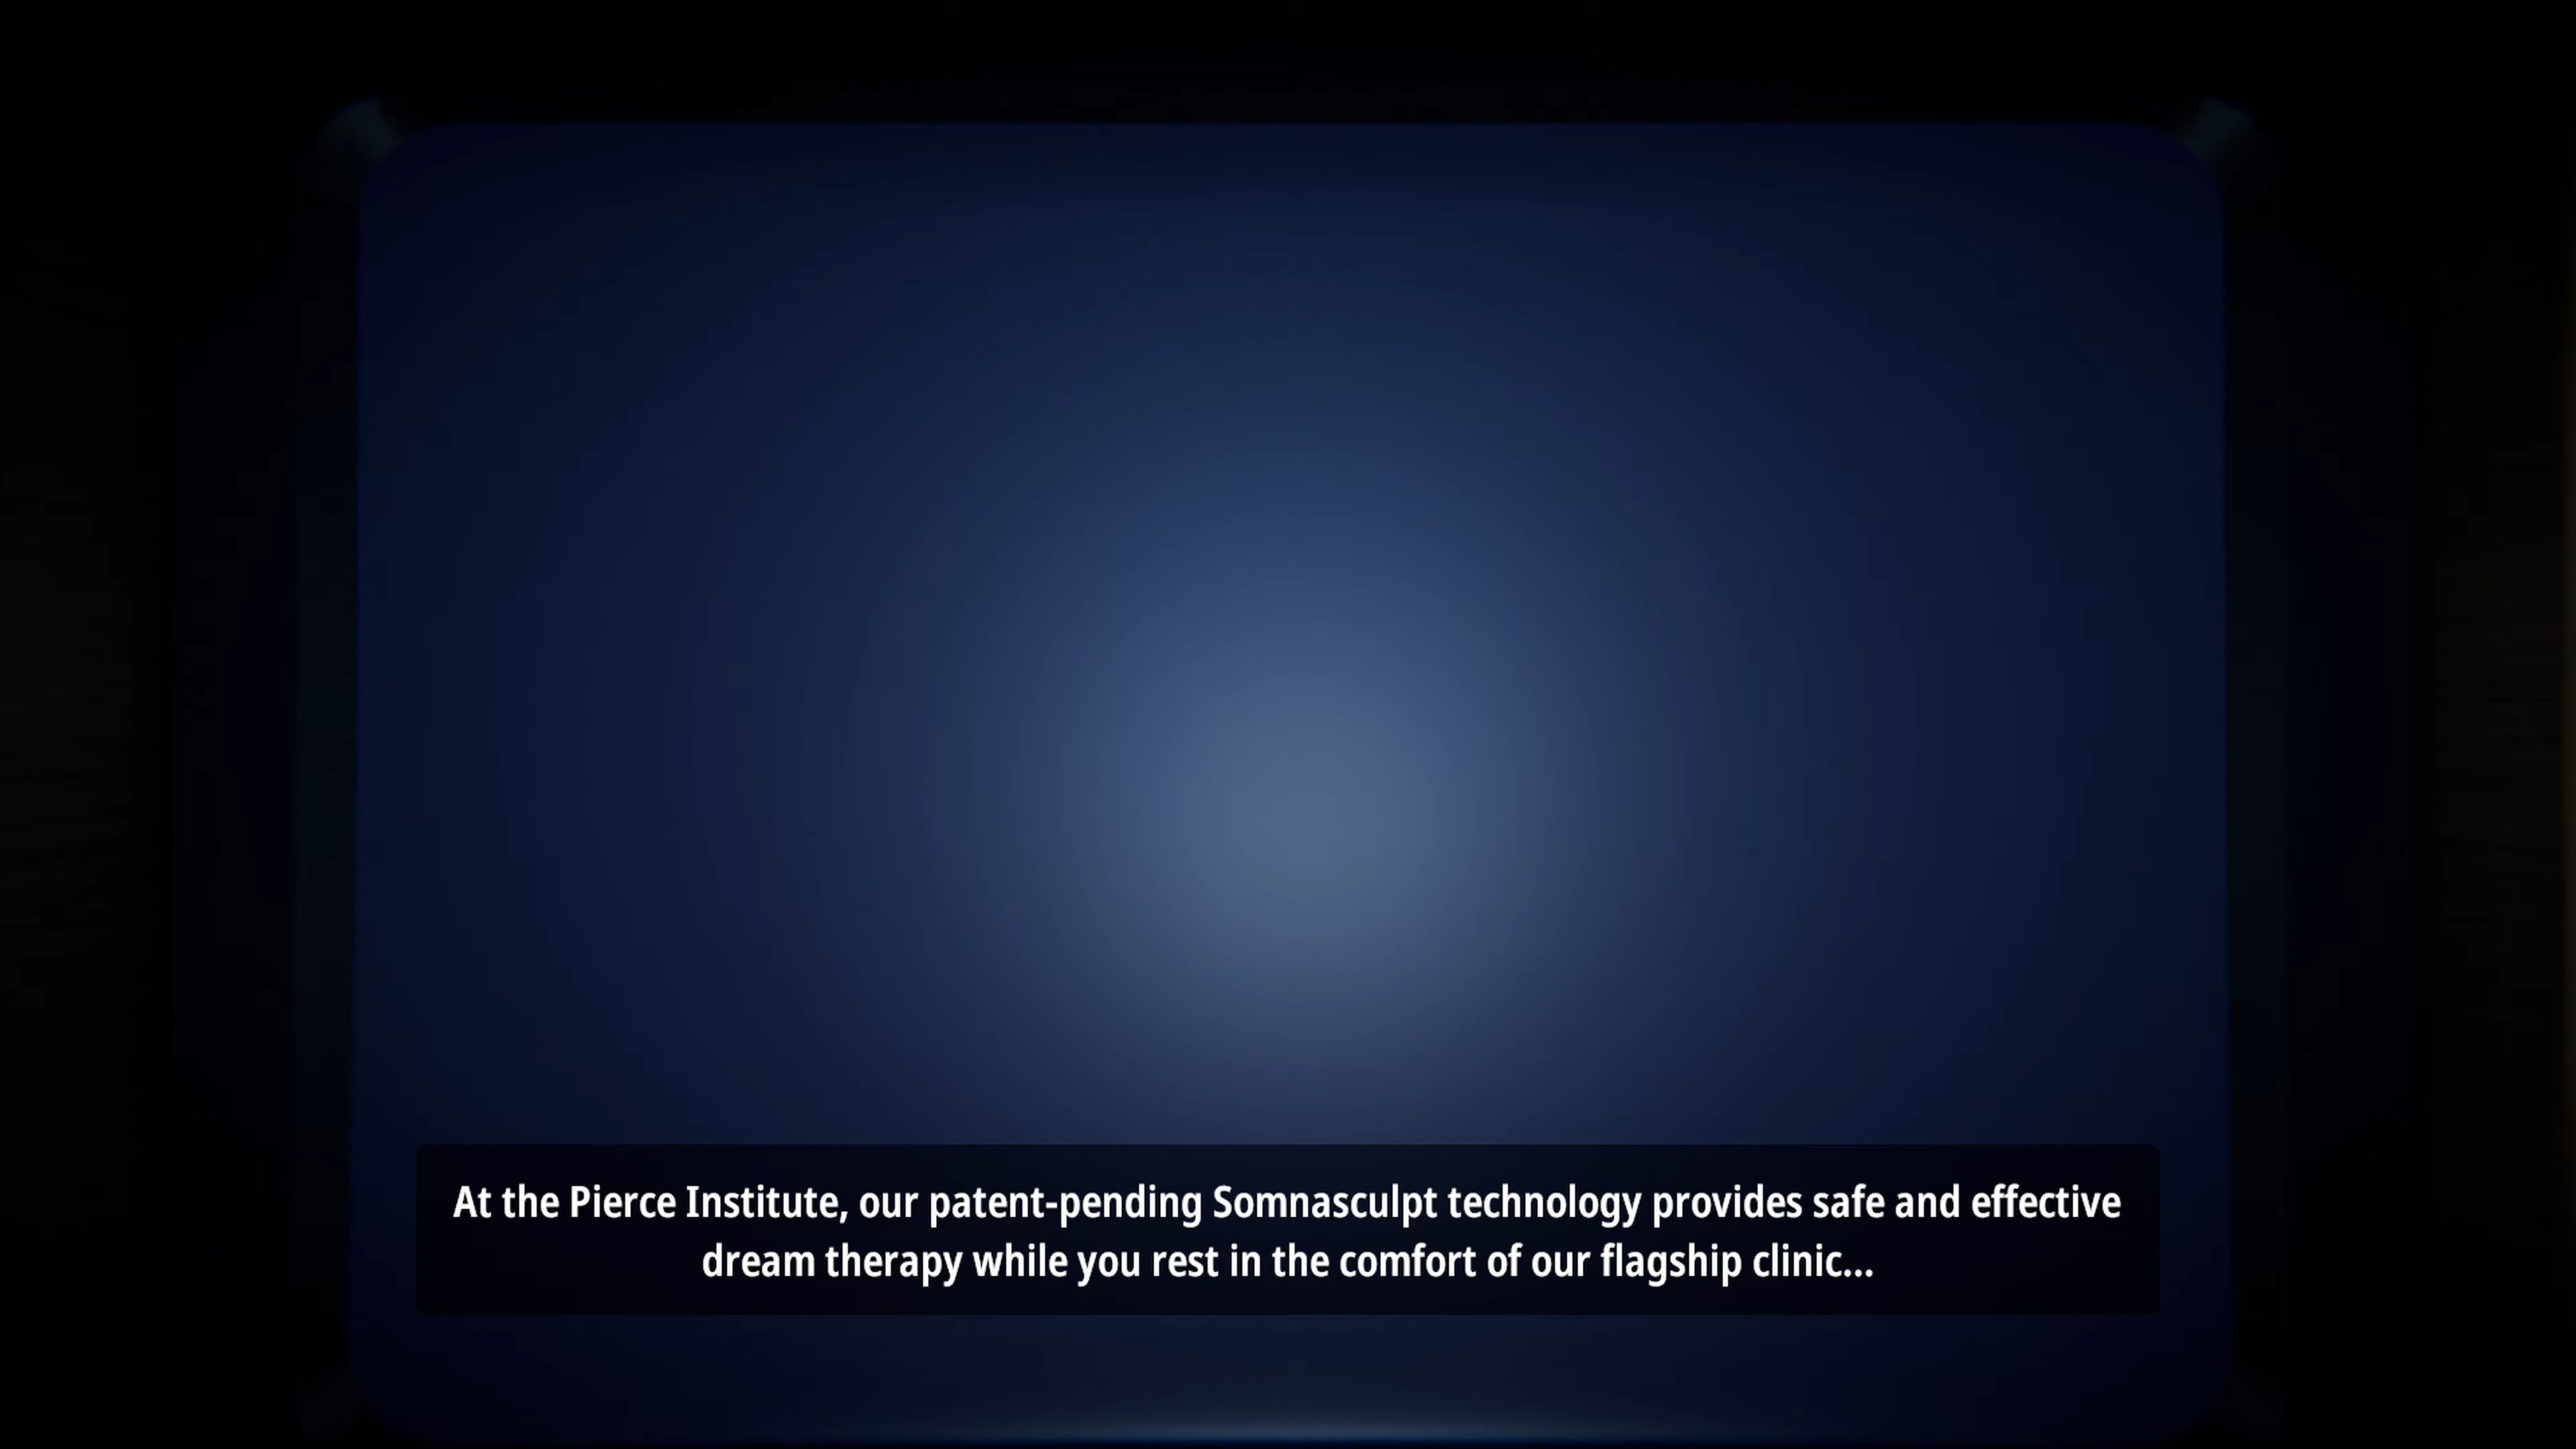 At the Pierce Institute, our patent-pending Somnasculpt technology provides safe and effective
dream therapy while you rest in the comfort of our flagship clinic...